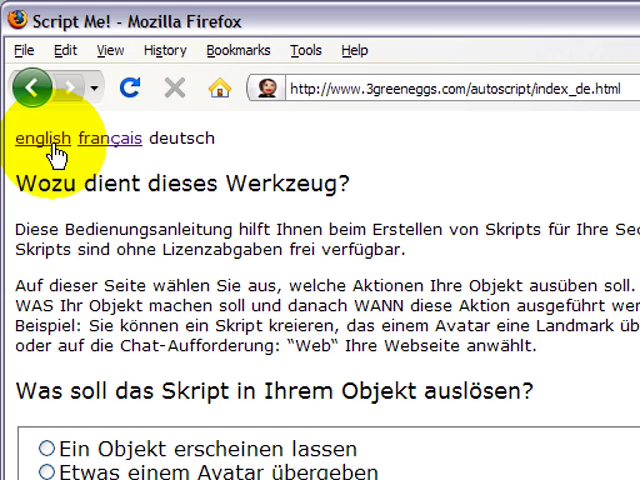 Script Me! - Mozilla Firefox
File Edit View History Bookmarks Tools Help
http://www.3greeneggs.com/autoscript/index_de.html
english français deutsch
Wozu dient dieses Werkzeug?
Diese Bedienungsanleitung hilft Ihnen beim Erstellen von Skripts für Ihre Sec
Skripts sind ohne Lizenzabgaben frei verfügbar.
Auf dieser Seite wählen Sie aus, welche Aktionen Ihre Objekt ausüben soll.
WAS Ihr Objekt machen soll und danach WANN diese Aktion ausgeführt wer
Beispiel: Sie können ein Skript kreieren, das einem Avatar eine Landmark üb
oder auf die Chat-Aufforderung: "Web" Ihre Webseite anwählt.
Was soll das Skript in Ihrem Objekt auslösen?
Ein Objekt erscheinen lassen
Etwas einem Avatar übergeben